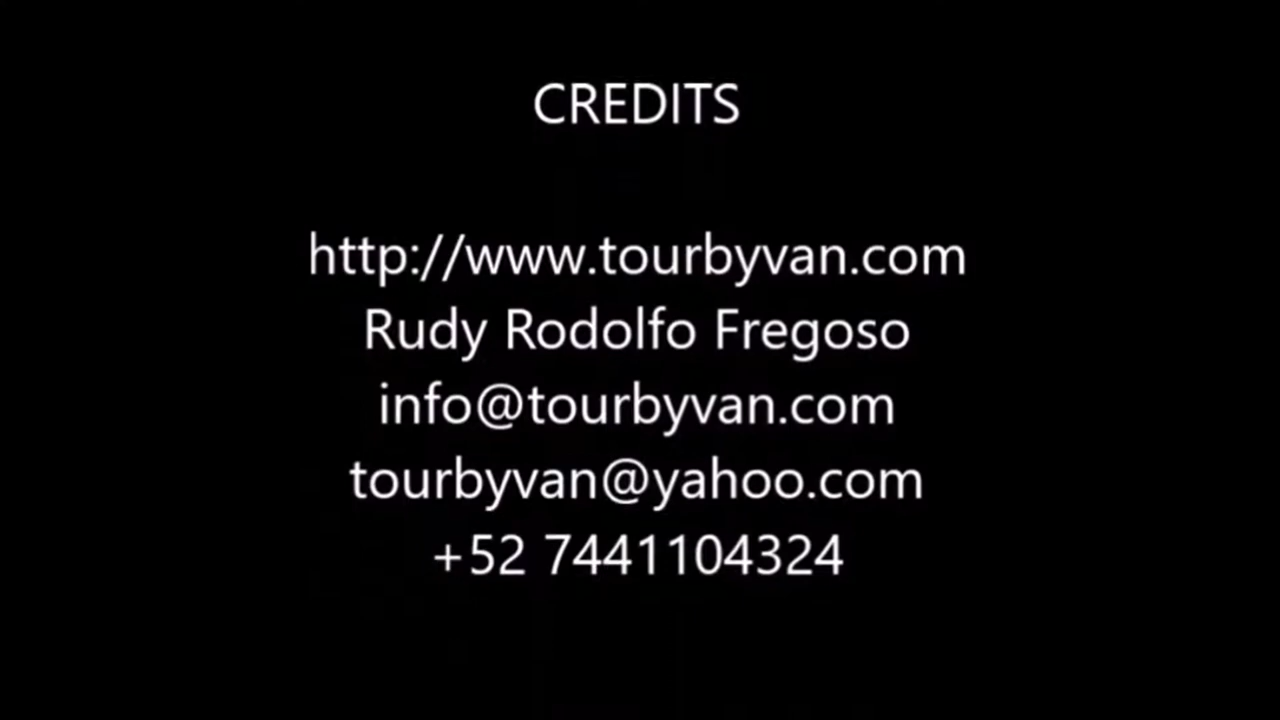 CREDITS
http://www.tourbyvan.com
Rudy Rodolfo Fregoso
info@tourbyvan.com
tourbyvan@yahoo.com
+52 7441104324